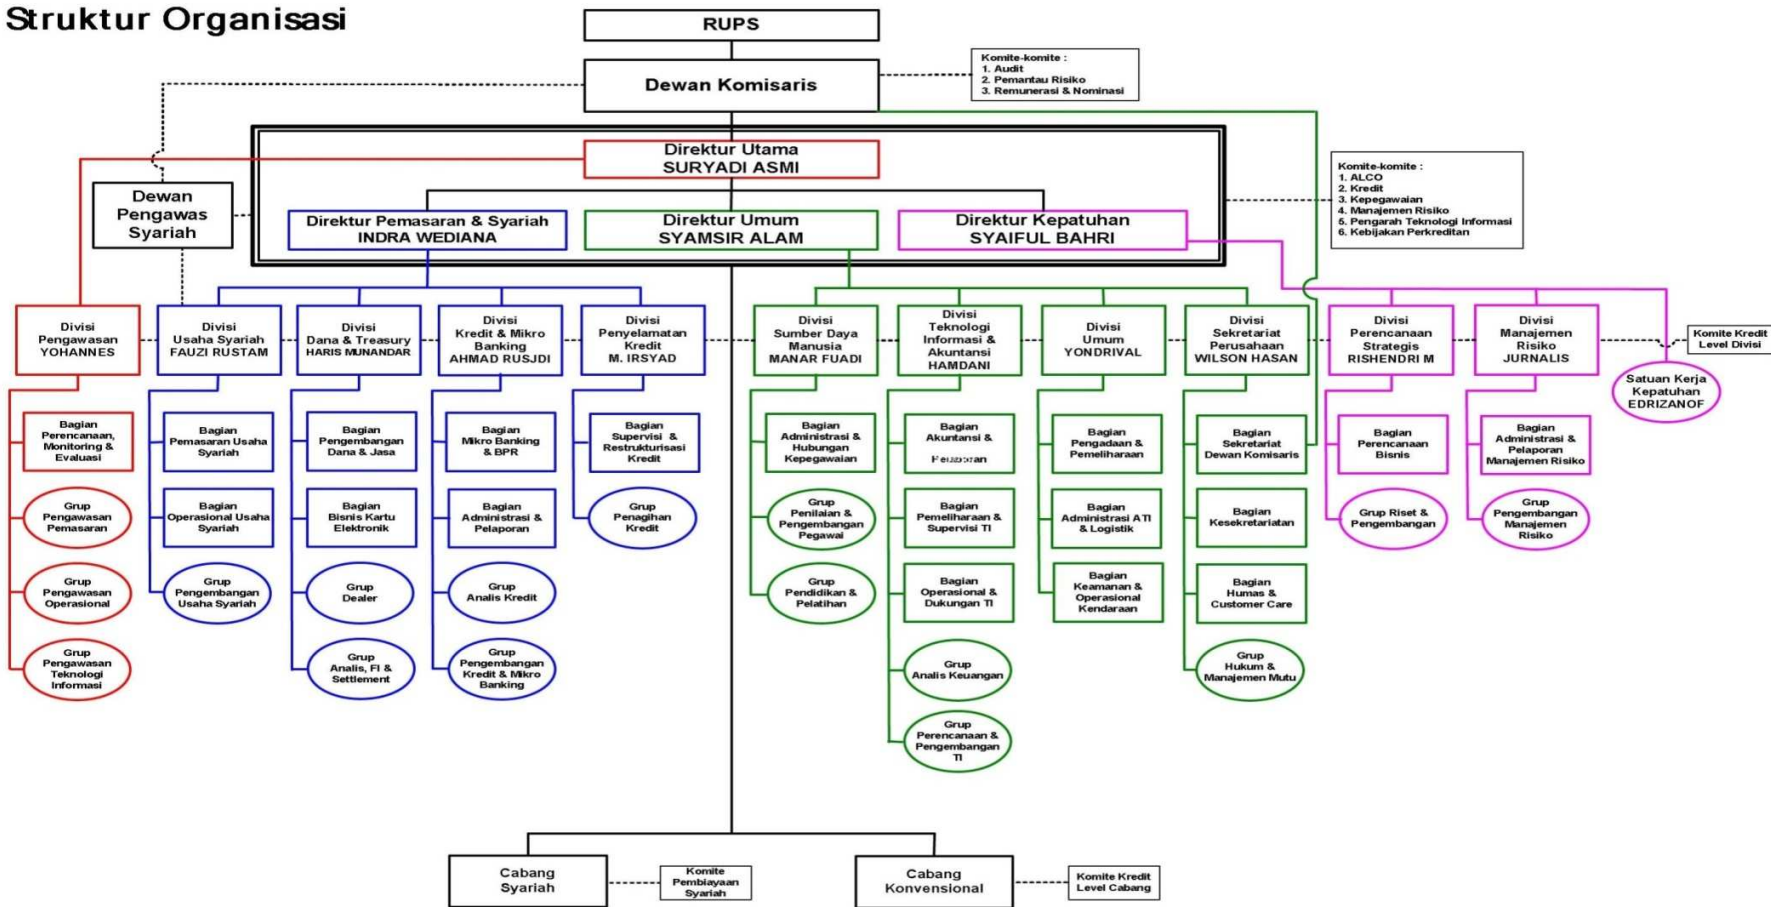 Struktur Organisasi
RUPS
Dewan Komisaris
Komite-komite :
1. Audit
2. Pemantau Risiko
3. Remunerasi & Nominasi
Direktur Utama
SURYADI ASMI
Komite-komite :
1. ALCO
2. Kredit
3. Kepegawaian
4. Manajemen Risiko
5. Pengarah Teknologi Informasi
6. Kebijakan Perkreditan
Dewan
Pengawas
Syariah
Direktur Pemasaran & Syariah
INDRA WEDIANA
Direktur Umum
SYAMSIR ALAM
Direktur Kepatuhan
SYAIFUL BAHRI
Divisi
Pengawasan
YOHANNES
Divisi
Usaha Syariah
FAUZI RUSTAM
Divisi
Dana & Treasury
HARIS MUNANDAR
Divisi
Kredit & Mikro
Banking
AHMAD RUSJDI
Divisi
Penyelamatan
Kredit
M. IRSYAD
Divisi
Sumber Daya
Manusia
MANAR FUADI
Divisi
Teknologi
Informasi &
Akuntansi
HAMDANI
Divisi
Umum
YONDRIVAL
Divisi
Sekretariat
Perusahaan
WILSON HASAN
Divisi
Perencanaan
Strategis
RISHENDRI M
Divisi
Manajemen
Risiko
JURNALIS
Komite Kredit
Level Divisi
Satuan Kerja
Kepatuhan
EDRIZANOF
Bagian
Perencanaan,
Monitoring &
Evaluasi
Bagian
Pemasaran Usaha
Syariah
Bagian
Pengembangan
Dana & Jasa
Bagian
Mikro Banking
& BPR
Bagian
Supervisi &
Restrukturisasi
Kredit
Bagian
Administrasi &
Hubungan
Kepegawaian
Bagian
Akuntansi &
Bagian
Pengadaan &
Pemeliharaan
Bagian
Sekretariat
Dewan Komisaris
Bagian
Perencanaan
Bisnis
Bagian
Administrasi &
Pelaporan
Manajemen Risiko
Grup
Pengawasan
Pemasaran
Bagian
Operasional Usaha
Syariah
Bagian
Bisnis Kartu
Elektronik
Bagian
Administrasi &
Pelaporan
Grup
Penagihan
Kredit
Grup
Penilaian &
Pengembangan
Pegawai
Bagian
Pemeliharaan &
Supervisi TI
Bagian
Administrasi ATI
& Logistik
Bagian
Kesekretariatan
Grup Riset &
Pengembangan
Grup
Pengembangan
Manajemen
Risiko
Grup
Pengawasan
Operasional
Grup
Pengembangan
Usaha Syariah
Grup
Dealer
Grup
Analis Kredit
Grup
Pendidikan &
Pelatihan
Bagian
Operasional &
Dukungan TI
Bagian
Keamanan &
Operasional
Kendaraan
Bagian
Humas &
Customer Care
Grup
Pengawasan
Teknologi
Informasi
Grup
Analis, FI &
Settlement
Grup
Pengembangan
Kredit & Mikro
Banking
Grup
Analis Keuangan
Grup
Hukum &
Manajemen Mutu
Grup
Perencanaan &
Pengembangan
TI
Cabang
Syariah
Komite
Pembiayaan
Syariah
Cabang
Konvensional
Komite Kredit
Level Cabang